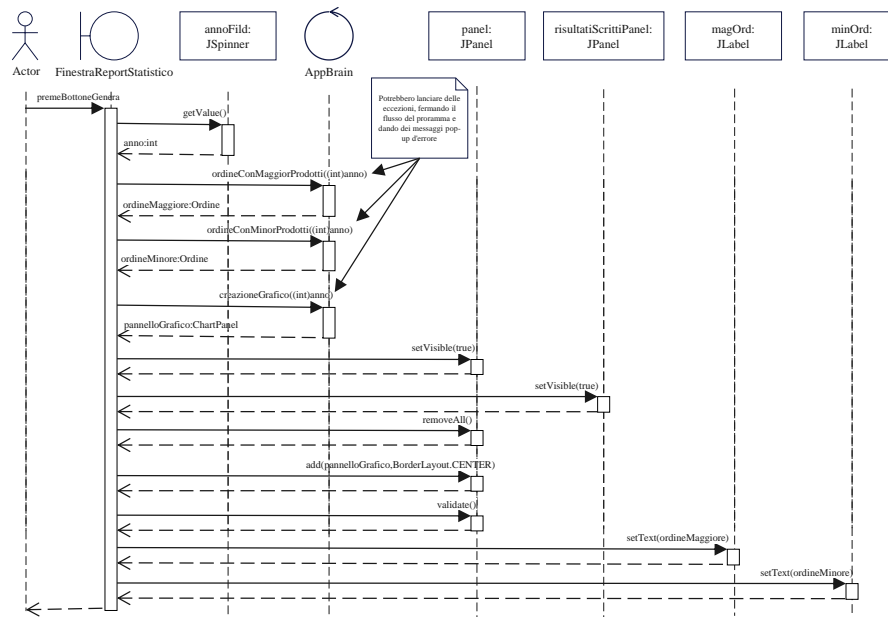 annoFild:
JSpinner
panel:
JPanel
risultatiScrittiPanel:
JPanel
magOrd:
JLabel
minOrd:
JLabel
Actor
FinestraReportStatistico
AppBrain
premeBottoneGenera
Potrebbero lanciare delle
eccezioni, fermando il
flusso del proramma e
dando dei messaggi pop-
up d'errore
getValue()
anno:int
ordineConMaggiorProdotti((int)anno)
ordineMaggiore:Ordine
ordineConMinorProdotti((int)anno)
ordineMinore:Ordine
creazioneGrafico((int)anno)
pannelloGrafico:ChartPanel
setVisible(true)
setVisible(true)
removeAll()
add(pannelloGrafico,BorderLayout.CENTER)
validate()
setText(ordineMaggiore)
setText(ordineMinore)